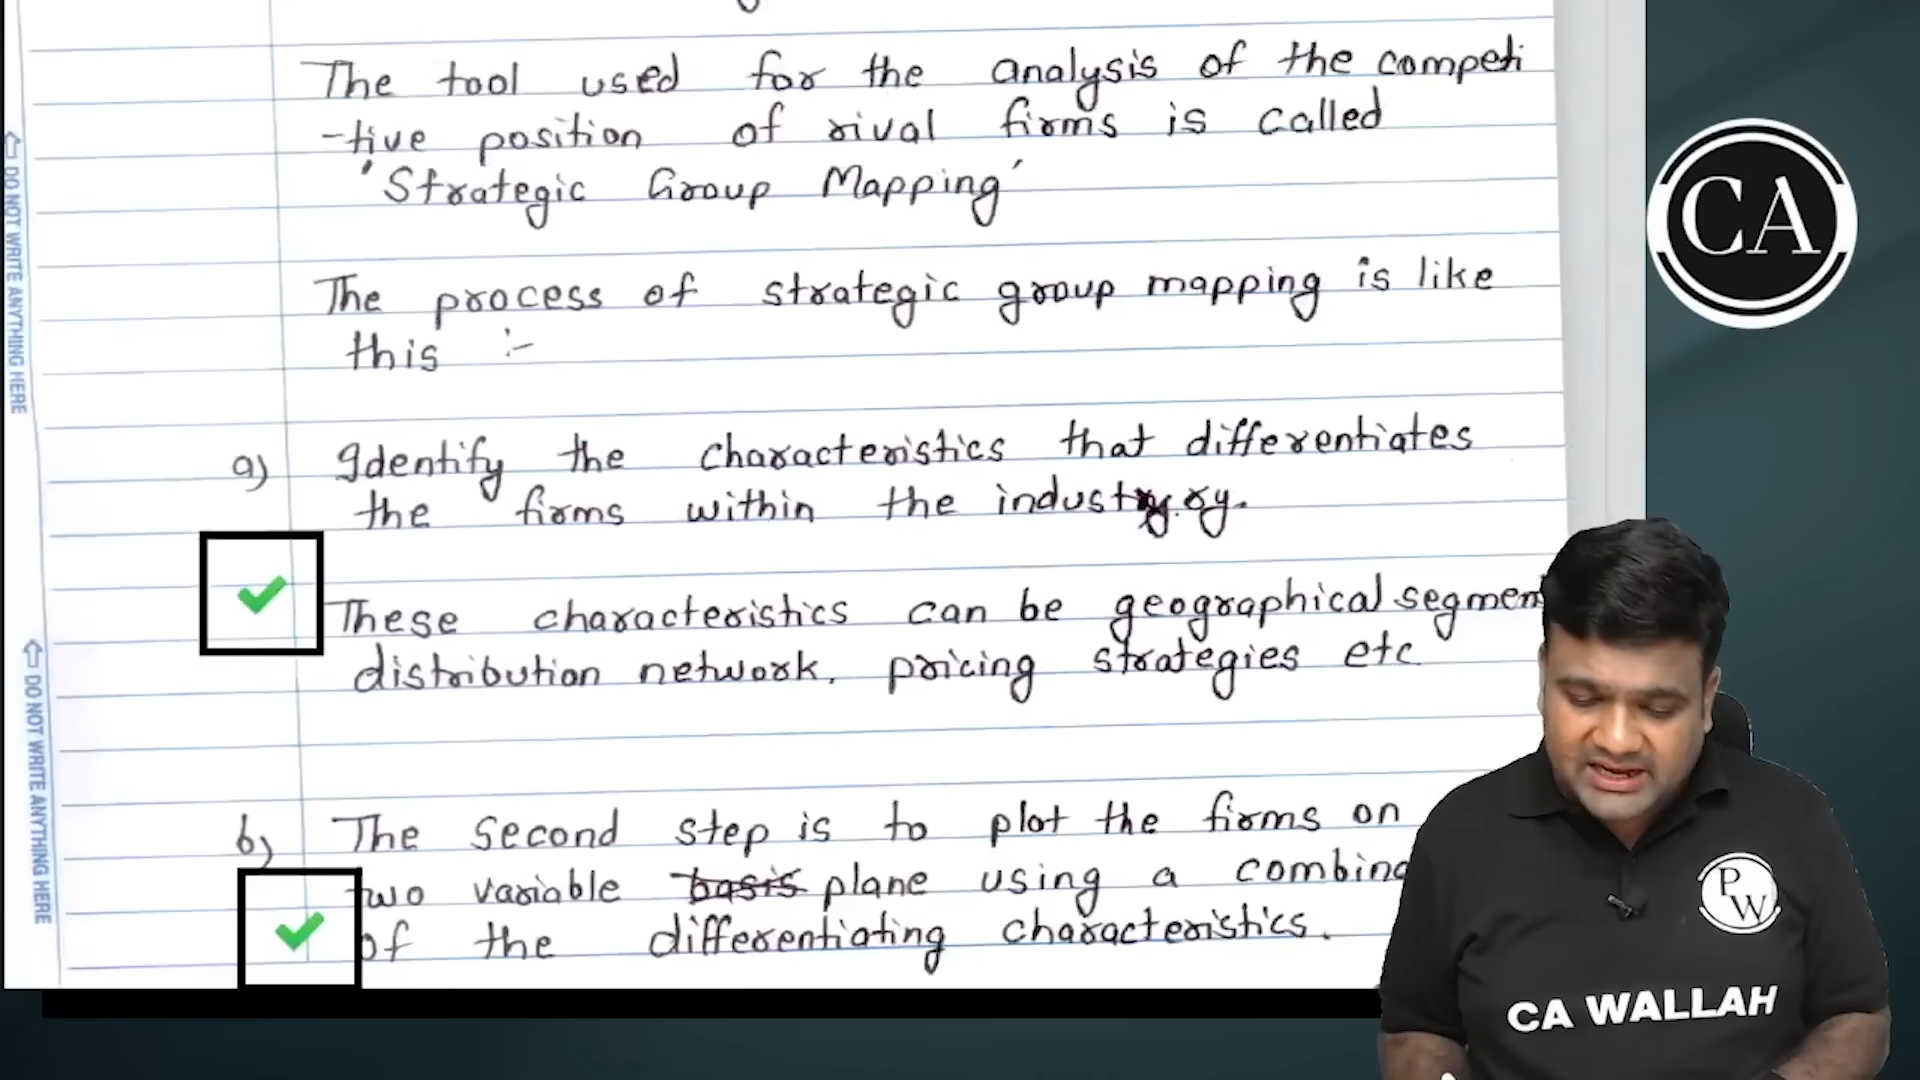 The tool used for the analysis of the competi
-tive position of rival firms is called
'Strategic Group Mapping'
The process of strategic group mapping is like
this :-
a) Identify the characteristics that differentiates
the firms within the industry.ry.
These characteristics can be geographical segmen
distribution network, pricing strategies etc
b) The second step is to plot the firms on
two variable basis plane using a combina
of the differentiating characteristics.
DO NOT WRITE ANYTHING HERE
DO NOT WRITE ANYTHING HERE
CA
PW
CA WALLAH